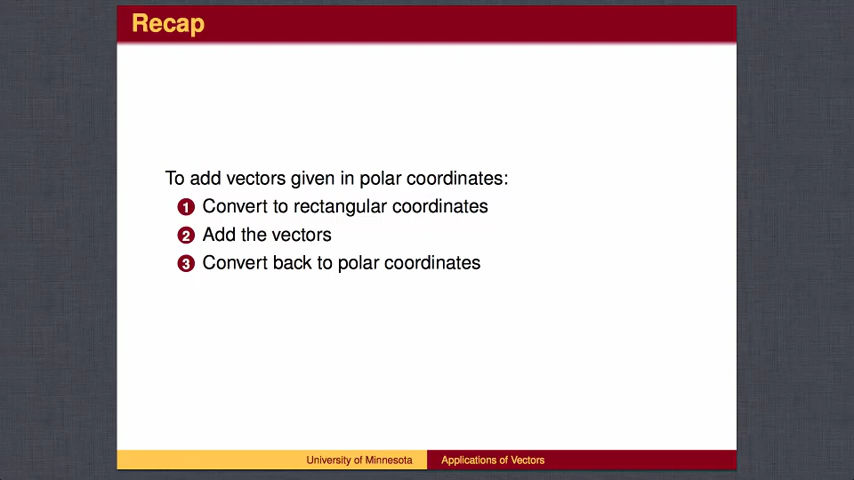 Recap
To add vectors given in polar coordinates:
1 Convert to rectangular coordinates
2 Add the vectors
3 Convert back to polar coordinates
University of Minnesota Applications of Vectors